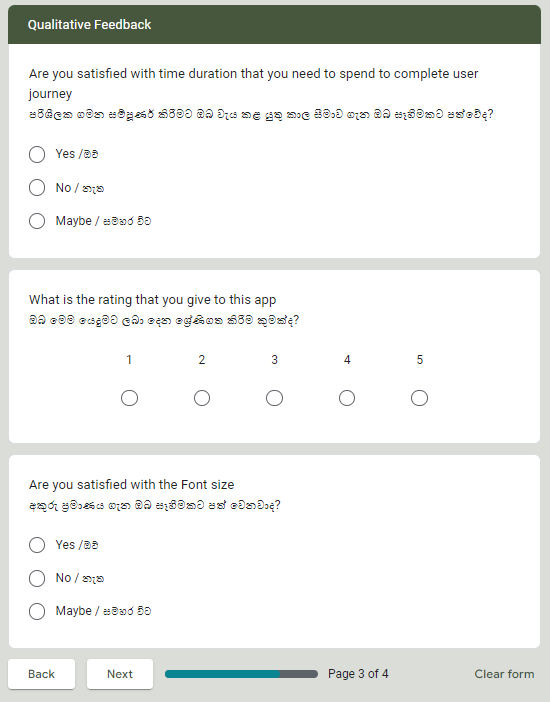 Qualitative Feedback
Are you satisfied with time duration that you need to spend to complete user
journey
පරිශිලක ගමන සම්පූර්ණ කිරීමට ඔබ වැය කළ යුතු කාල සීමාව ගැන ඔබ සෑහීමකට පත්වේද?
Yes /ඔව්
No / නැත
Maybe / සමහර විට
What is the rating that you give to this app
ඔබ මෙම යෙදුමට ලබා දෙන ශ්‍රේණිගත කිරීම කුමක්ද?
1 2 3 4 5
Are you satisfied with the Font size
අකුරු ප්‍රමාණය ගැන ඔබ සෑහීමකට පත් වෙනවාද?
Yes /ඔව්
No / නැත
Maybe / සමහර විට
Back Next Page 3 of 4 Clear form